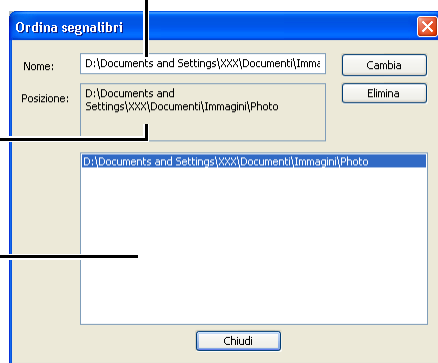 Ordina segnalibri
Nome: D:\Documents and Settings\XXX\Documenti\Imma Cambia
Posizione: D:\Documents and Elimina
Settings\XXX\Documenti\Immagini\Photo
D:\Documents and Settings\XXX\Documenti\Immagini\Photo
Chiudi